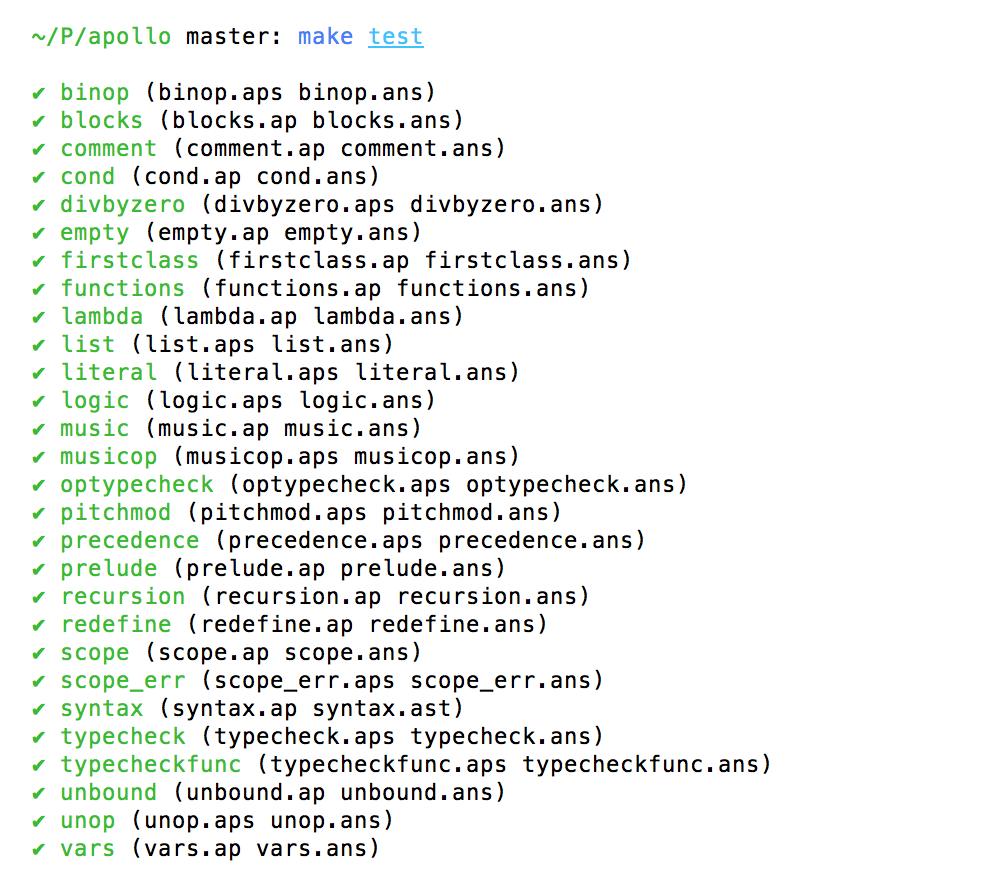 ~/P/apollo master: make test
✔ binop (binop.aps binop.ans)
✔ blocks (blocks.ap blocks.ans)
✔ comment (comment.ap comment.ans)
✔ cond (cond.ap cond.ans)
✔ divbyzero (divbyzero.aps divbyzero.ans)
✔ empty (empty.ap empty.ans)
✔ firstclass (firstclass.ap firstclass.ans)
✔ functions (functions.ap functions.ans)
✔ lambda (lambda.ap lambda.ans)
✔ list (list.aps list.ans)
✔ literal (literal.aps literal.ans)
✔ logic (logic.aps logic.ans)
✔ music (music.ap music.ans)
✔ musicop (musicop.aps musicop.ans)
✔ optypecheck (optypecheck.aps optypecheck.ans)
✔ pitchmod (pitchmod.aps pitchmod.ans)
✔ precedence (precedence.aps precedence.ans)
✔ prelude (prelude.ap prelude.ans)
✔ recursion (recursion.ap recursion.ans)
✔ redefine (redefine.ap redefine.ans)
✔ scope (scope.ap scope.ans)
✔ scope_err (scope_err.aps scope_err.ans)
✔ syntax (syntax.ap syntax.ast)
✔ typecheck (typecheck.aps typecheck.ans)
✔ typecheckfunc (typecheckfunc.aps typecheckfunc.ans)
✔ unbound (unbound.ap unbound.ans)
✔ unop (unop.aps unop.ans)
✔ vars (vars.ap vars.ans)